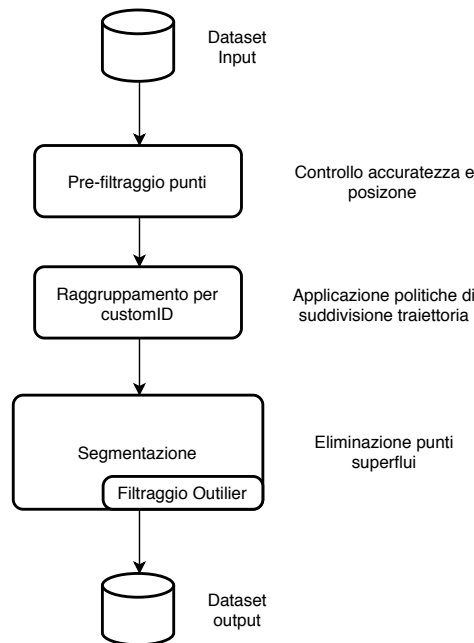 Dataset
Input
Pre-filtraggio punti
Controllo accuratezza e
posizone
Raggruppamento per
customID
Applicazione politiche di
suddivisione traiettoria
Segmentazione
Eliminazione punti
superflui
Filtraggio Outilier
Dataset
output